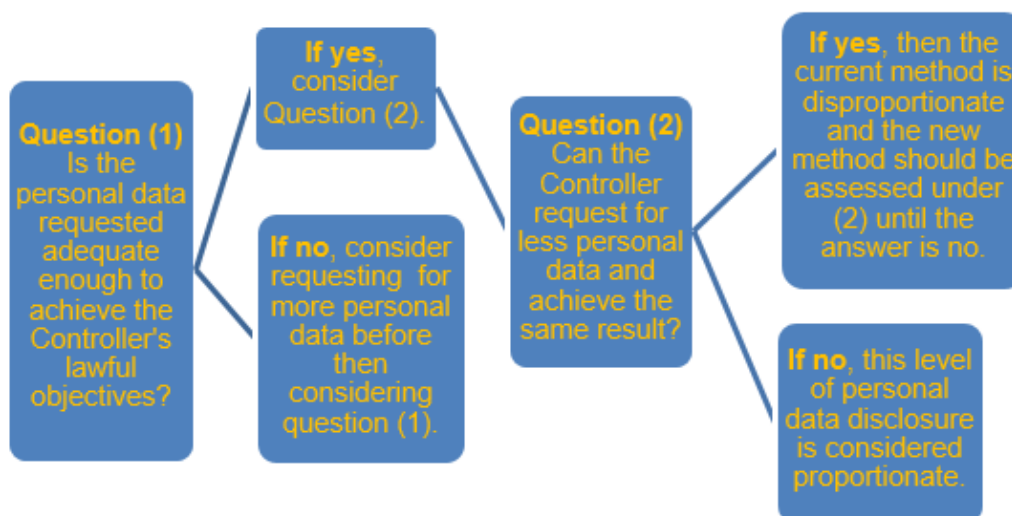 Question (1)
Is the
personal data
requested
adequate
enough to
achieve the
Controller's
lawful
objectives?
If yes,
consider
Question (2).
If no, consider
requesting for
more personal
data before
then
considering
question (1).
Question (2)
Can the
Controller
request for
less personal
data and
achieve the
same result?
If yes, then the
current method is
disproportionate
and the new
method should be
assessed under
(2) until the
answer is no.
If no, this level
of personal
data disclosure
is considered
proportionate.